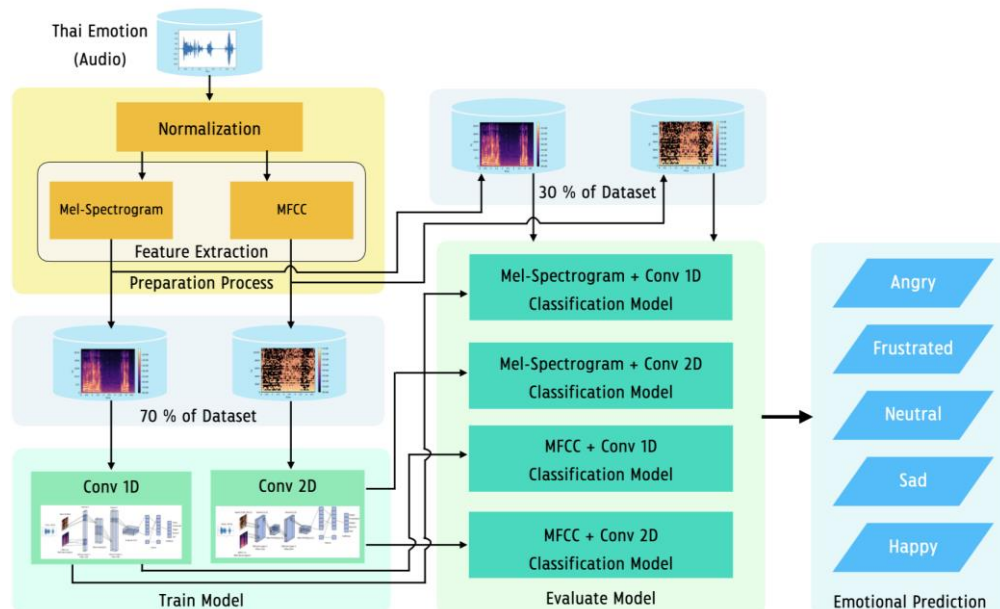 Thai Emotion
(Audio)
Normalization
Mel-Spectrogram
MFCC
Feature Extraction
Preparation Process
30 % of Dataset
70 % of Dataset
Conv 1D
Conv 2D
Train Model
Mel-Spectrogram + Conv 1D
Classification Model
Mel-Spectrogram + Conv 2D
Classification Model
MFCC + Conv 1D
Classification Model
MFCC + Conv 2D
Classification Model
Evaluate Model
Angry
Frustrated
Neutral
Sad
Happy
Emotional Prediction